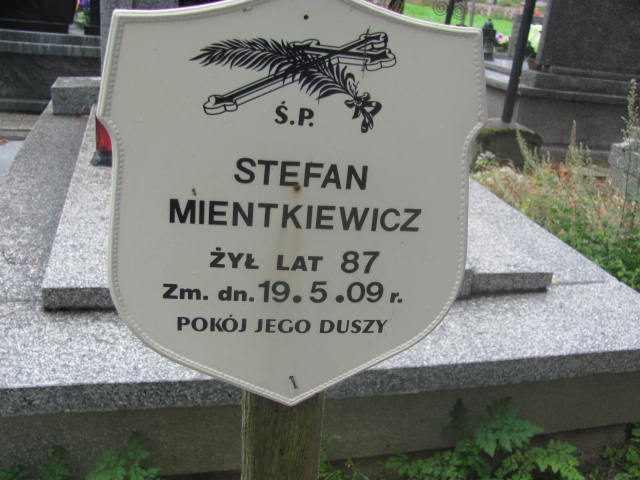 Ś.P.
STEFAN
MIENTKIEWICZ
ŻYŁ LAT 87
Zm. dn. 19.5.09 r.
POKÓJ JEGO DUSZY